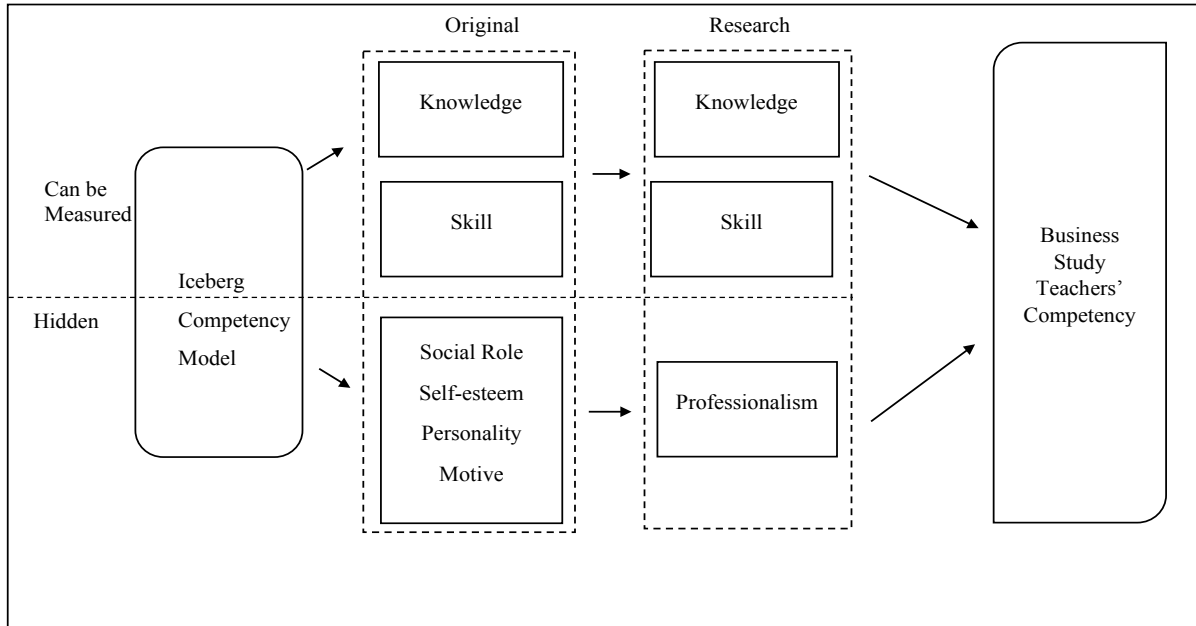 Original
Research
Knowledge
Knowledge
Can be
Measured
Skill
Skill
Iceberg
Competency
Model
Hidden
Social Role
Self-esteem
Personality
Motive
Professionalism
Business
Study
Teachers’
Competency